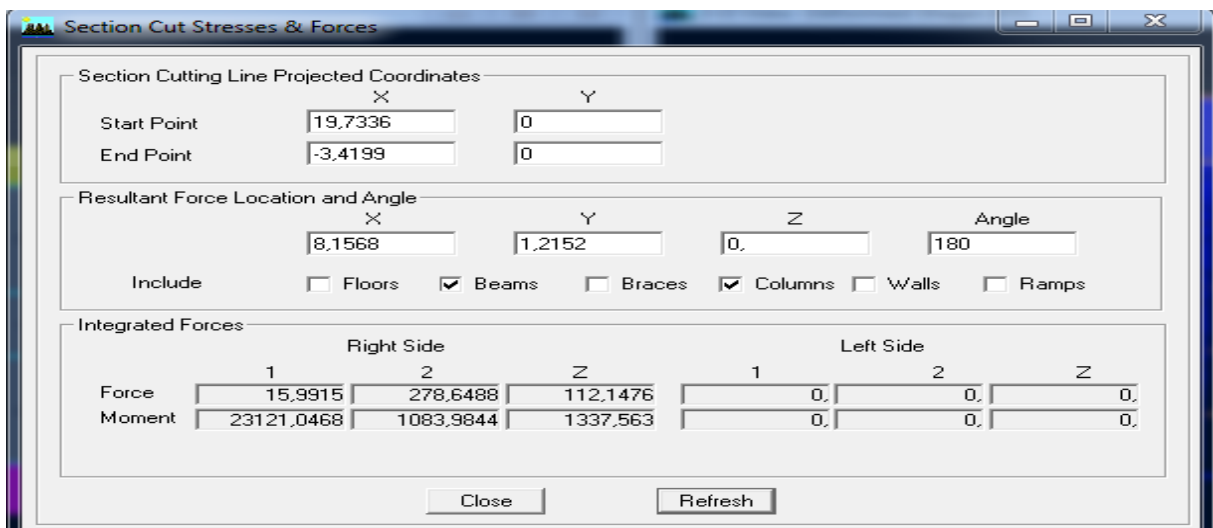 Section Cut Stresses & Forces
Section Cutting Line Projected Coordinates
X Y
Start Point 19,7336 0
End Point -3,4199 0
Resultant Force Location and Angle
X Y Z Angle
8,1568 1,2152 0, 180
Include Floors Beams Braces Columns Walls Ramps
Integrated Forces
Right Side Left Side
1 2 Z 1 2 Z
Force 15,9915 278,6488 112,1476 0, 0, 0,
Moment 23121,0468 1083,9844 1337,563 0, 0, 0,
Close Refresh